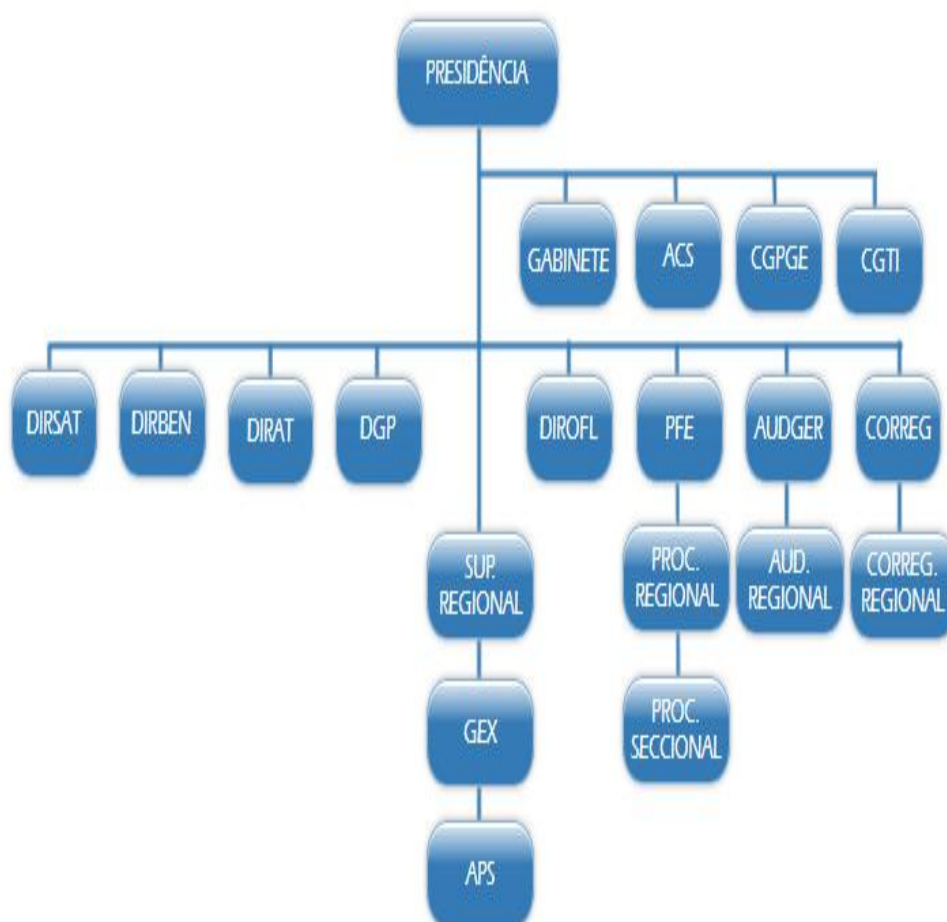 PRESIDÊNCIA
GABINETE
ACS
CGPGE
CGTI
DIRSAT
DIRBEN
DIRAT
DGP
DIROFL
PFE
AUDGER
CORREG
SUP.
REGIONAL
PROC.
REGIONAL
AUD.
REGIONAL
CORREG.
REGIONAL
GEX
PROC.
SECCIONAL
APS